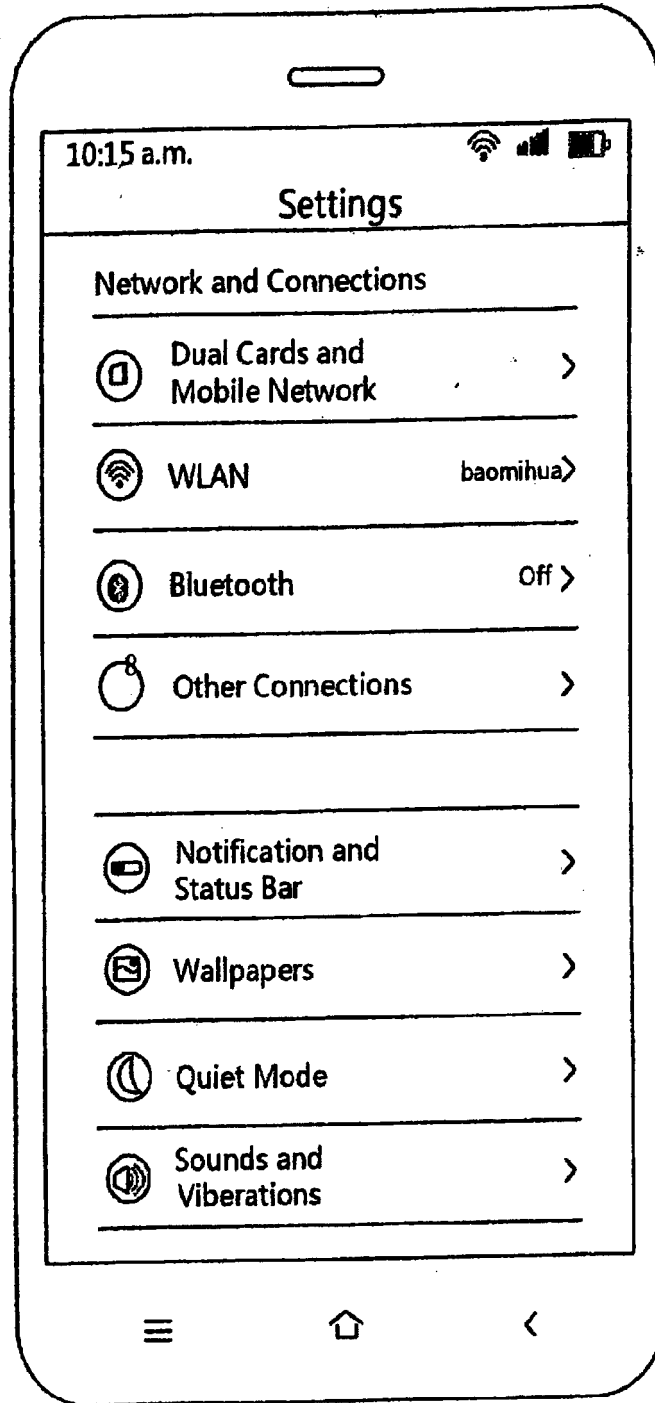 10:15 a.m.
Settings
Network and Connections
Dual Cards and
Mobile Network
WLAN baomihua
Bluetooth Off
Other Connections
Notification and
Status Bar
Wallpapers
Quiet Mode
Sounds and
Viberations